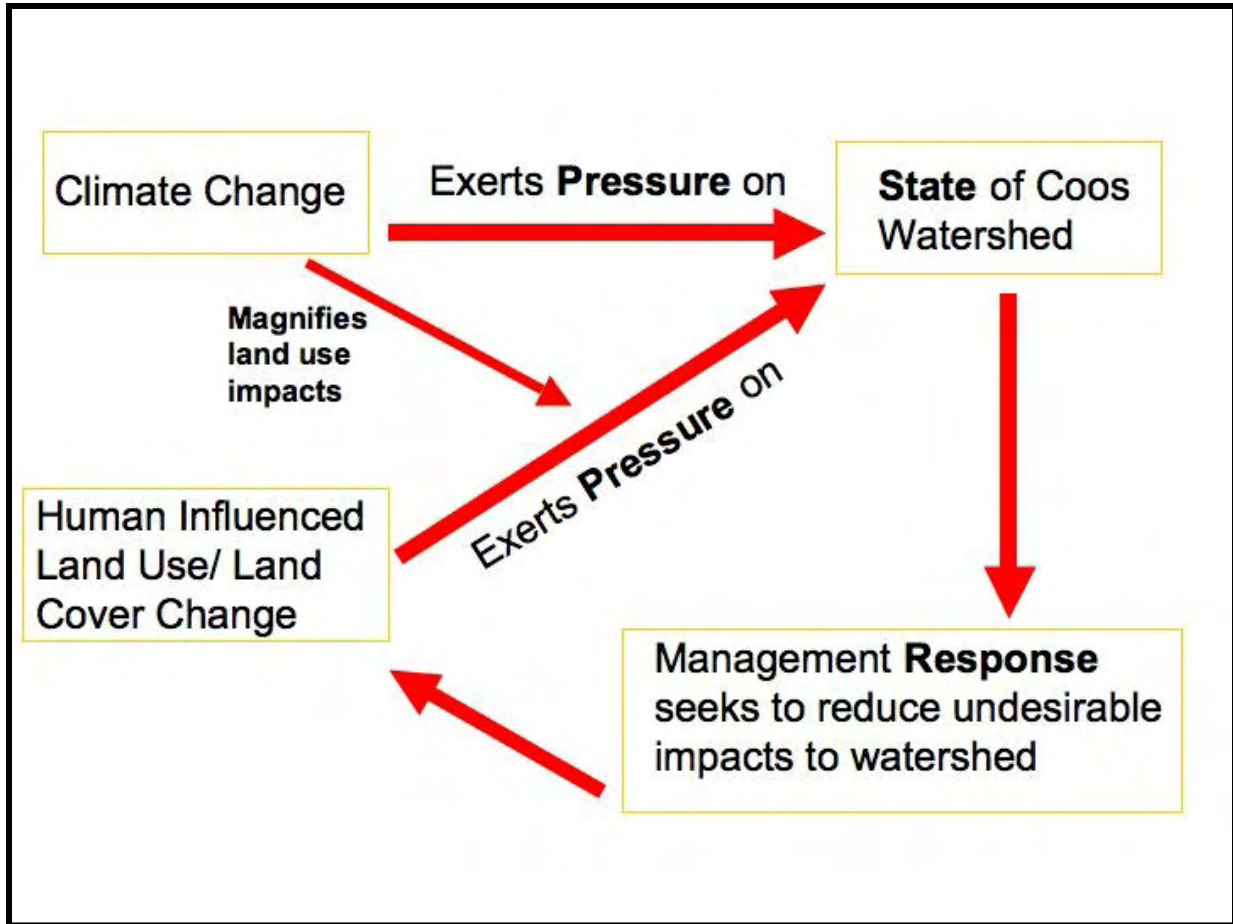 Climate Change
Exerts Pressure on
State of Coos
Watershed
Magnifies
land use
impacts
Exerts Pressure on
Human Influenced
Land Use/ Land
Cover Change
Management Response
seeks to reduce undesirable
impacts to watershed